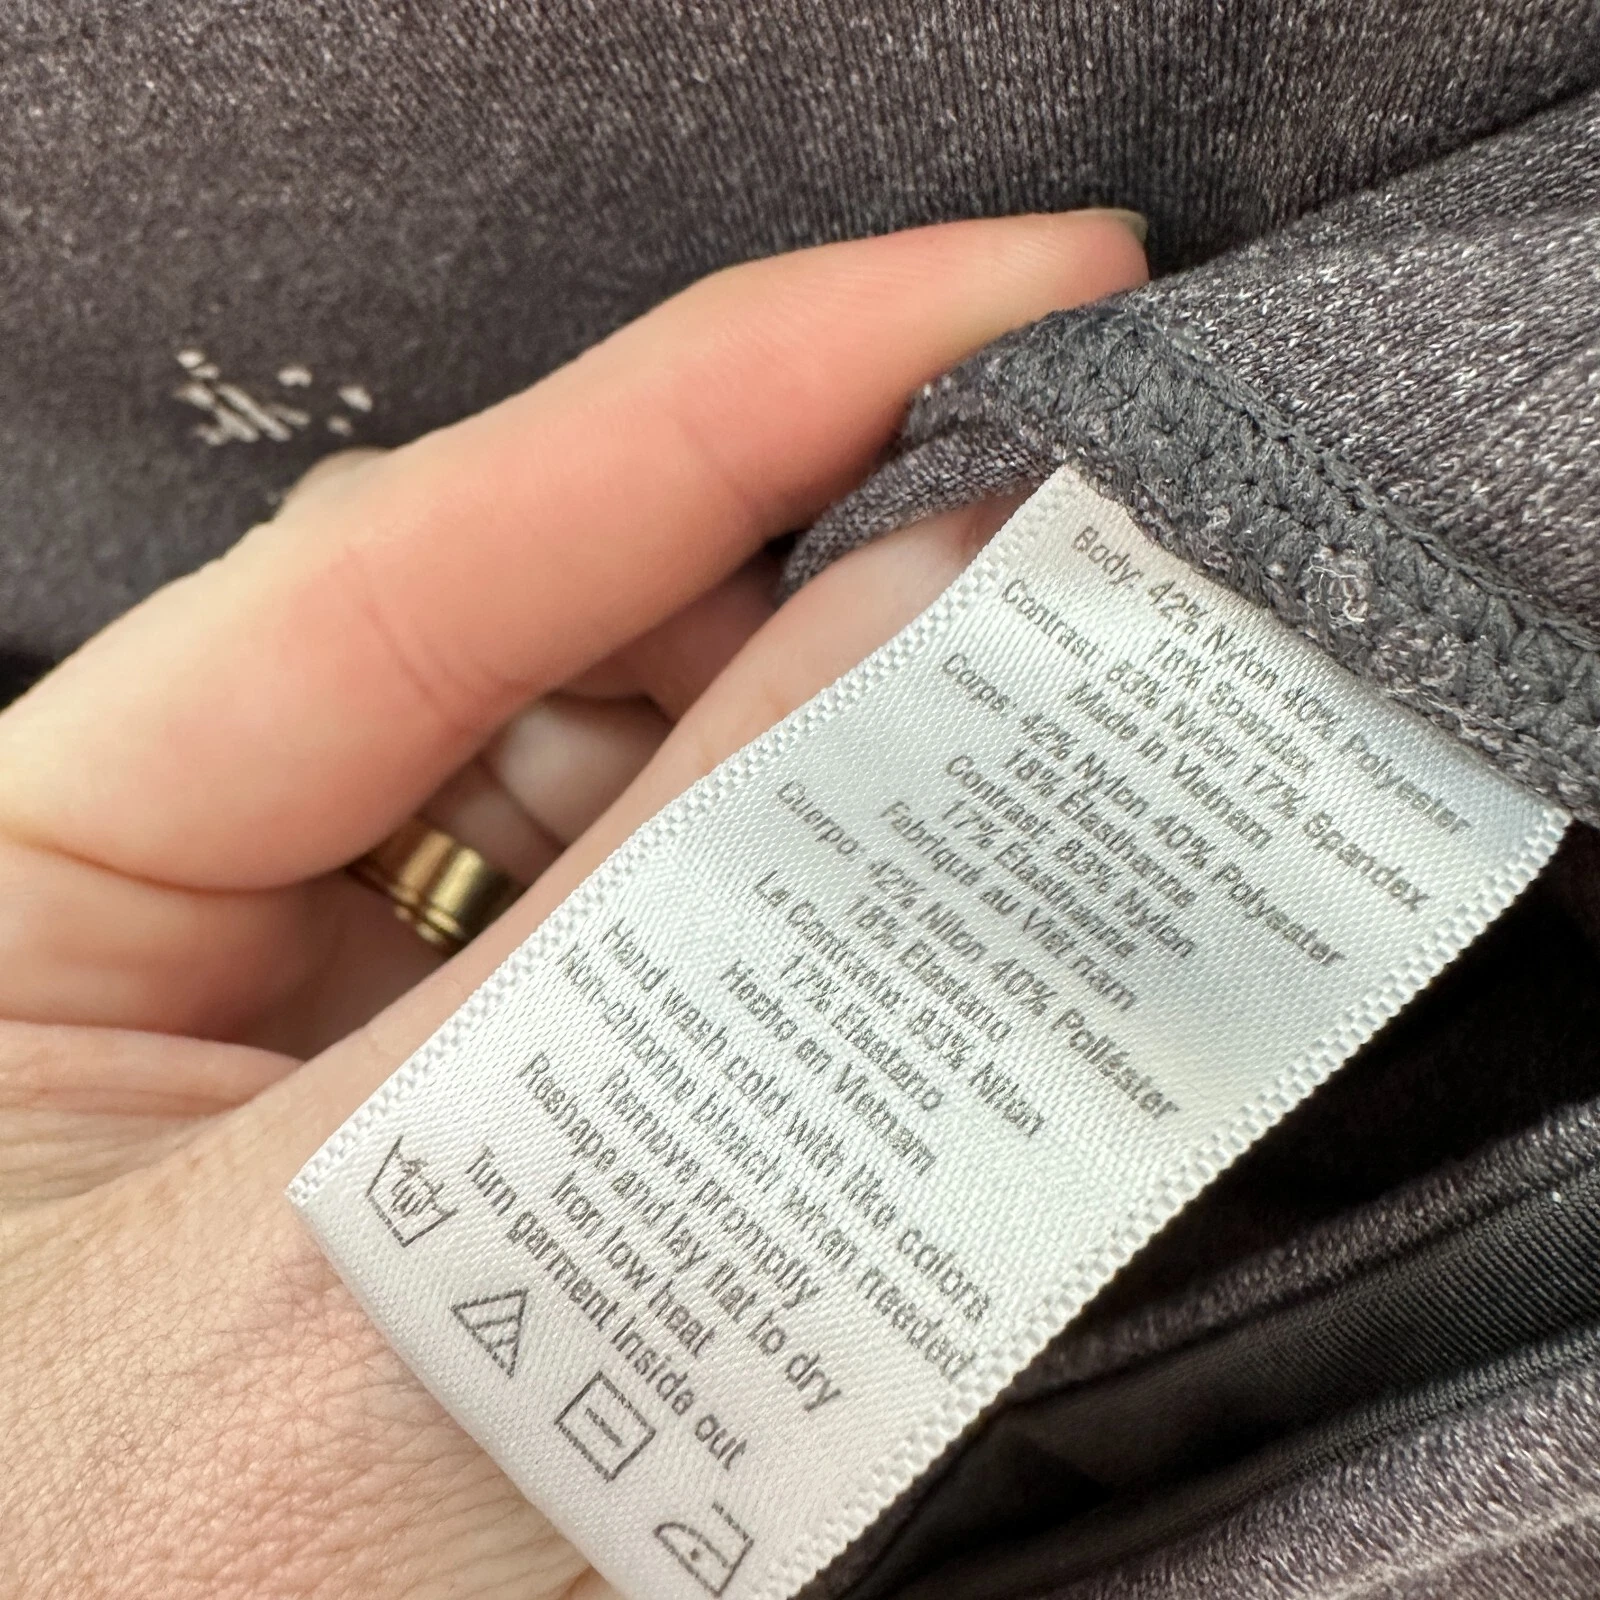 Body: 42% Nylon 40% Polyester
18% Spandex
Contrast: 83% Nylon 17% Spandex
Made in Vietnam
Corps: 42% Nylon 40% Polyester
18% Élasthanne
Contrast: 83% Nylon
17% Élasthanne
Fabriqué au Viet nam
Cuerpo: 42% Nilon 40% Poliéster
18% Elastano
La Contraste: 83% Nilon
17% Elastano
Hecho en Vietnam
Hand wash cold with like colors
Non-chlorine bleach when needed
Remove promptly
Reshape and lay flat to dry
Iron low heat
Turn garment inside out